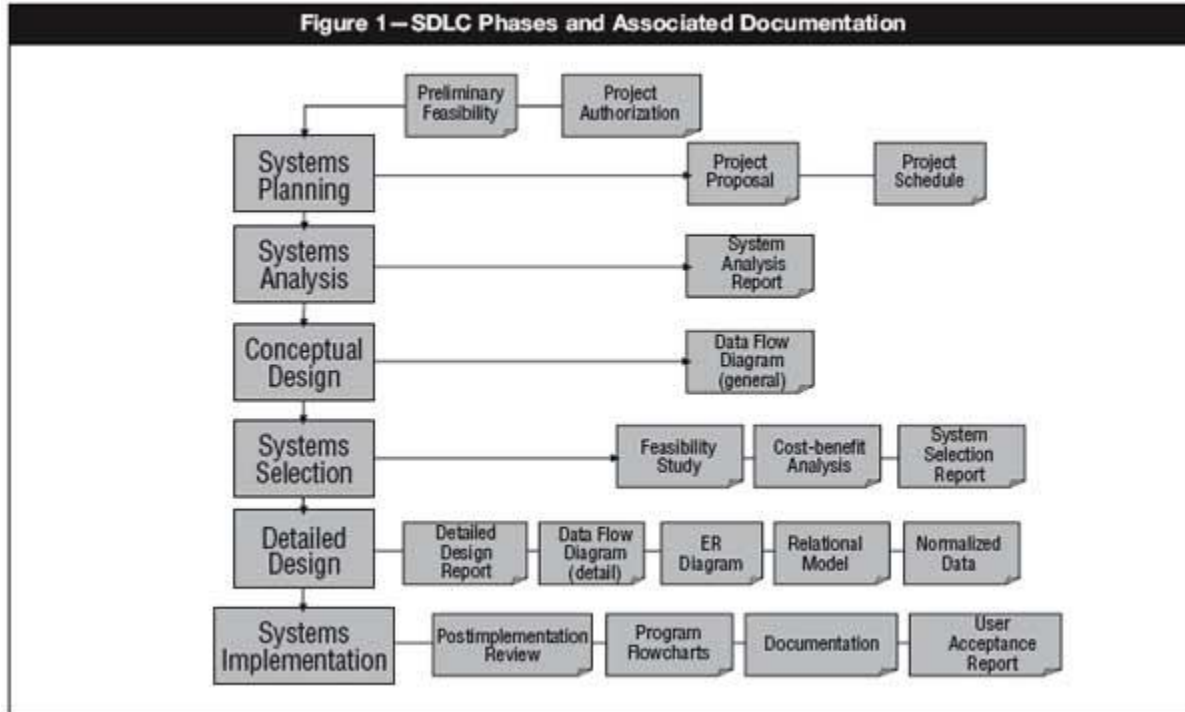 Figure 1—SDLC Phases and Associated Documentation
Preliminary
Feasibility
Project
Authorization
Systems
Planning
Project
Proposal
Project
Schedule
Systems
Analysis
System
Analysis
Report
Conceptual
Design
Data Flow
Diagram
(general)
Systems
Selection
Feasibility
Study
Cost-benefit
Analysis
System
Selection
Report
Detailed
Design
Detailed
Design
Report
Data Flow
Diagram
(detail)
ER
Diagram
Relational
Model
Normalized
Data
Systems
Implementation
Postimplementation
Review
Program
Flowcharts
Documentation
User
Acceptance
Report